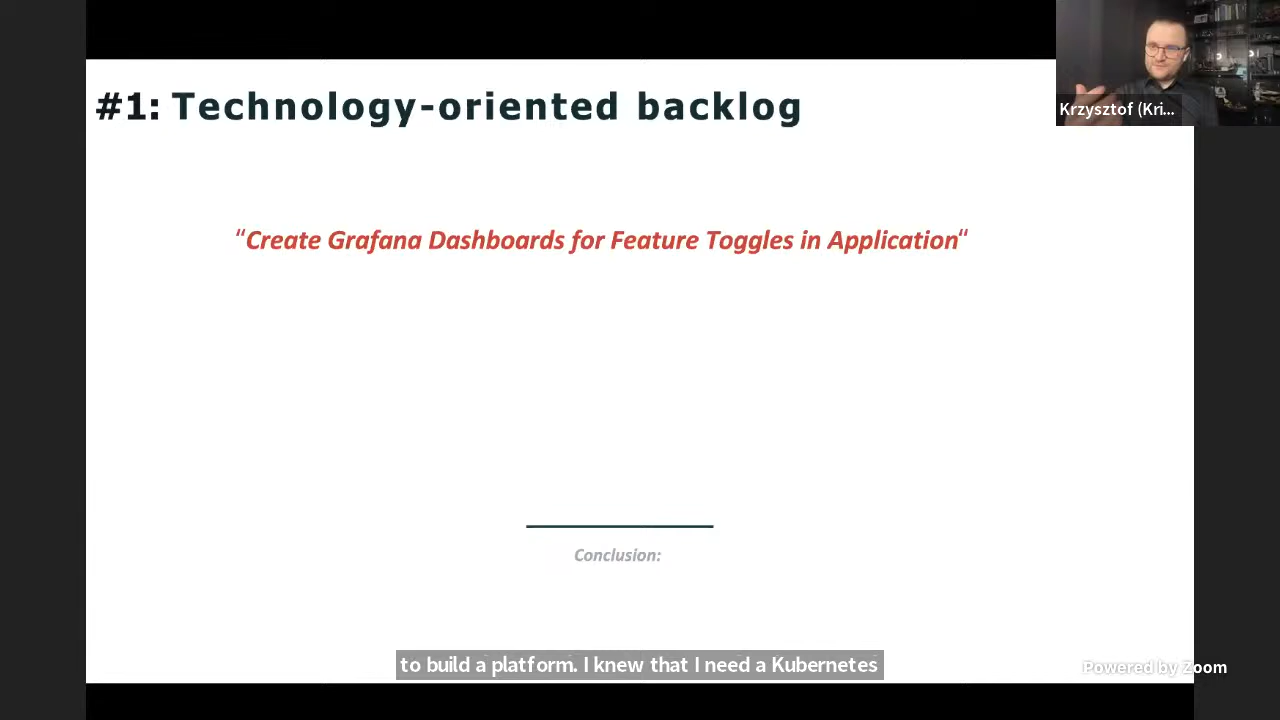 #1: Technology-oriented backlog
Krzysztof (Kri...
“Create Grafana Dashboards for Feature Toggles in Application“
Conclusion:
to build a platform. I knew that I need a Kubernetes
Powered by Zoom